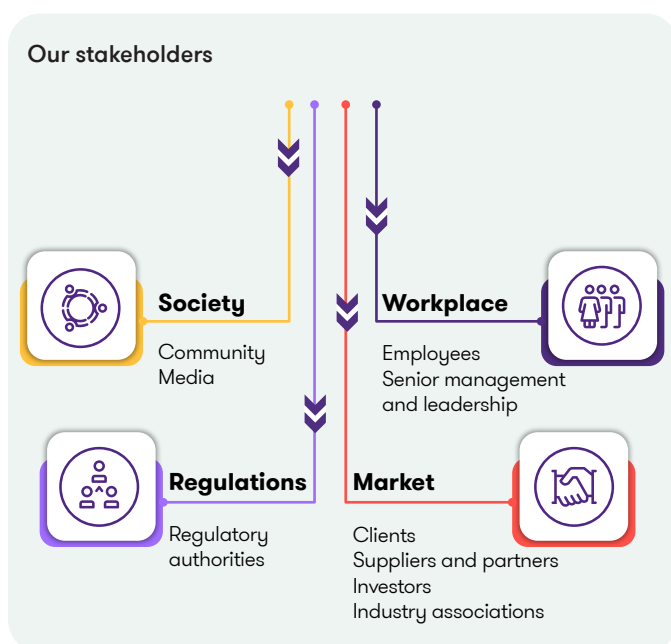 Our stakeholders
Society
Community
Media
Workplace
Employees
Senior management
and leadership
Regulations
Regulatory
authorities
Market
Clients
Suppliers and partners
Investors
Industry associations